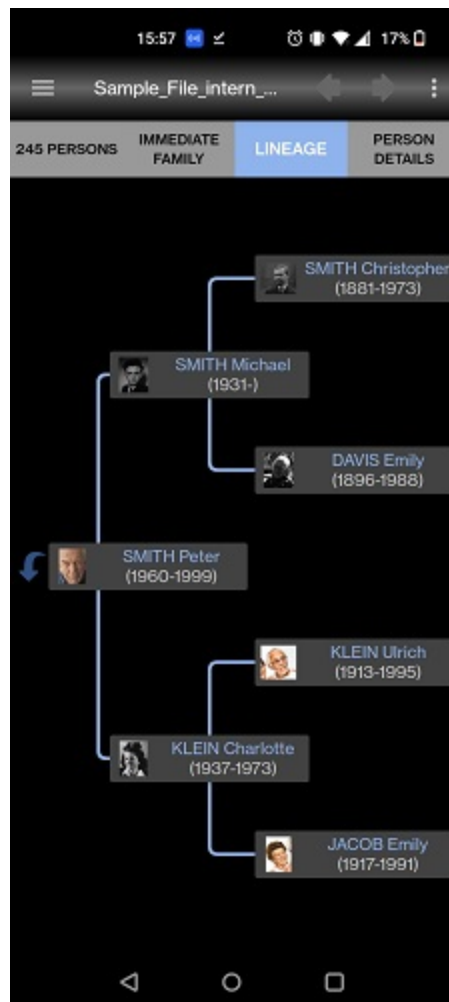 15:57
17%
Sample_File_intern_...
245 PERSONS
IMMEDIATE
FAMILY
LINEAGE
PERSON
DETAILS
SMITH Christopher
(1881-1973)
SMITH Michael
(1931-)
DAVIS Emily
(1896-1988)
SMITH Peter
(1960-1999)
KLEIN Ulrich
(1913-1995)
KLEIN Charlotte
(1937-1973)
JACOB Emily
(1917-1991)